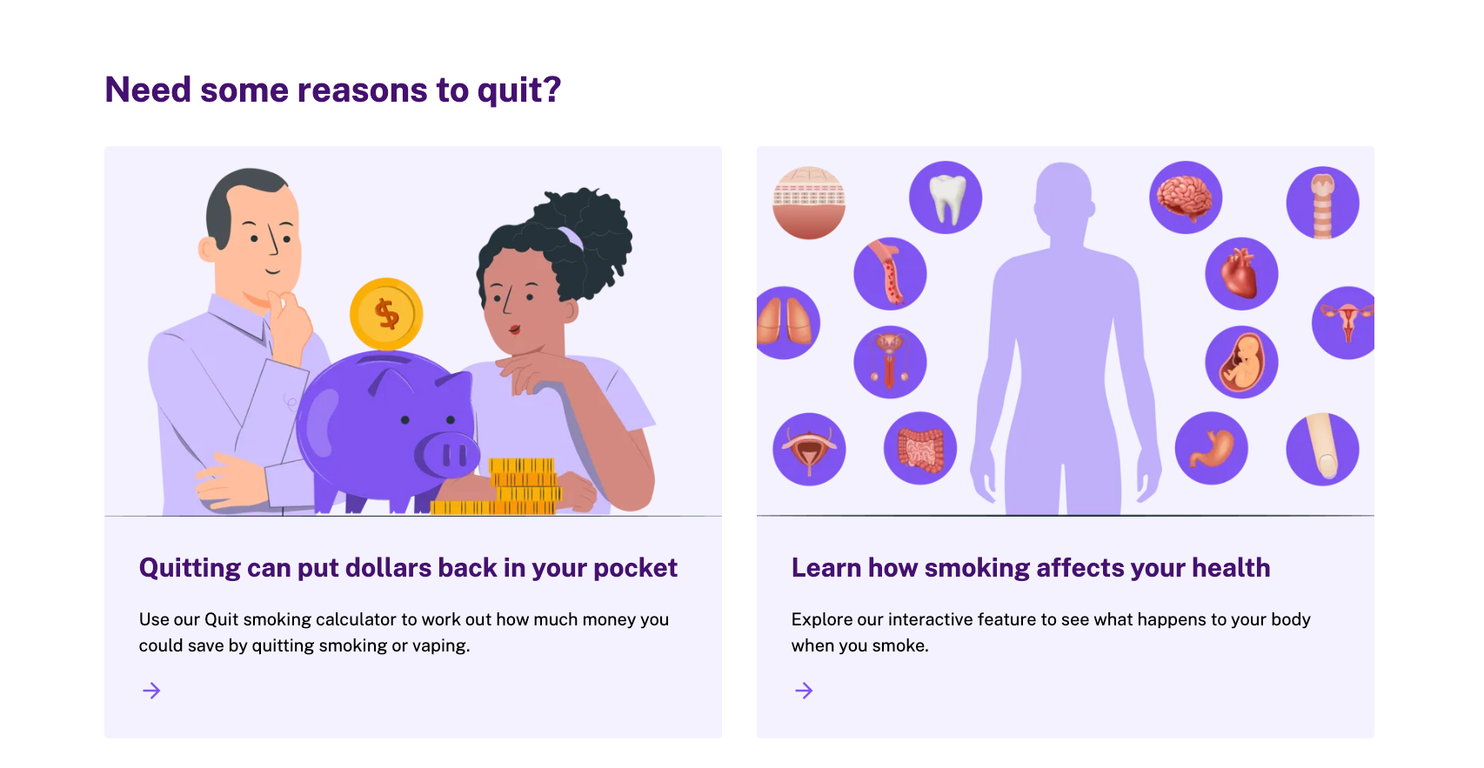 Need some reasons to quit?
$
Quitting can put dollars back in your pocket
Use our Quit smoking calculator to work out how much money you
could save by quitting smoking or vaping.
→
Learn how smoking affects your health
Explore our interactive feature to see what happens to your body
when you smoke.
→